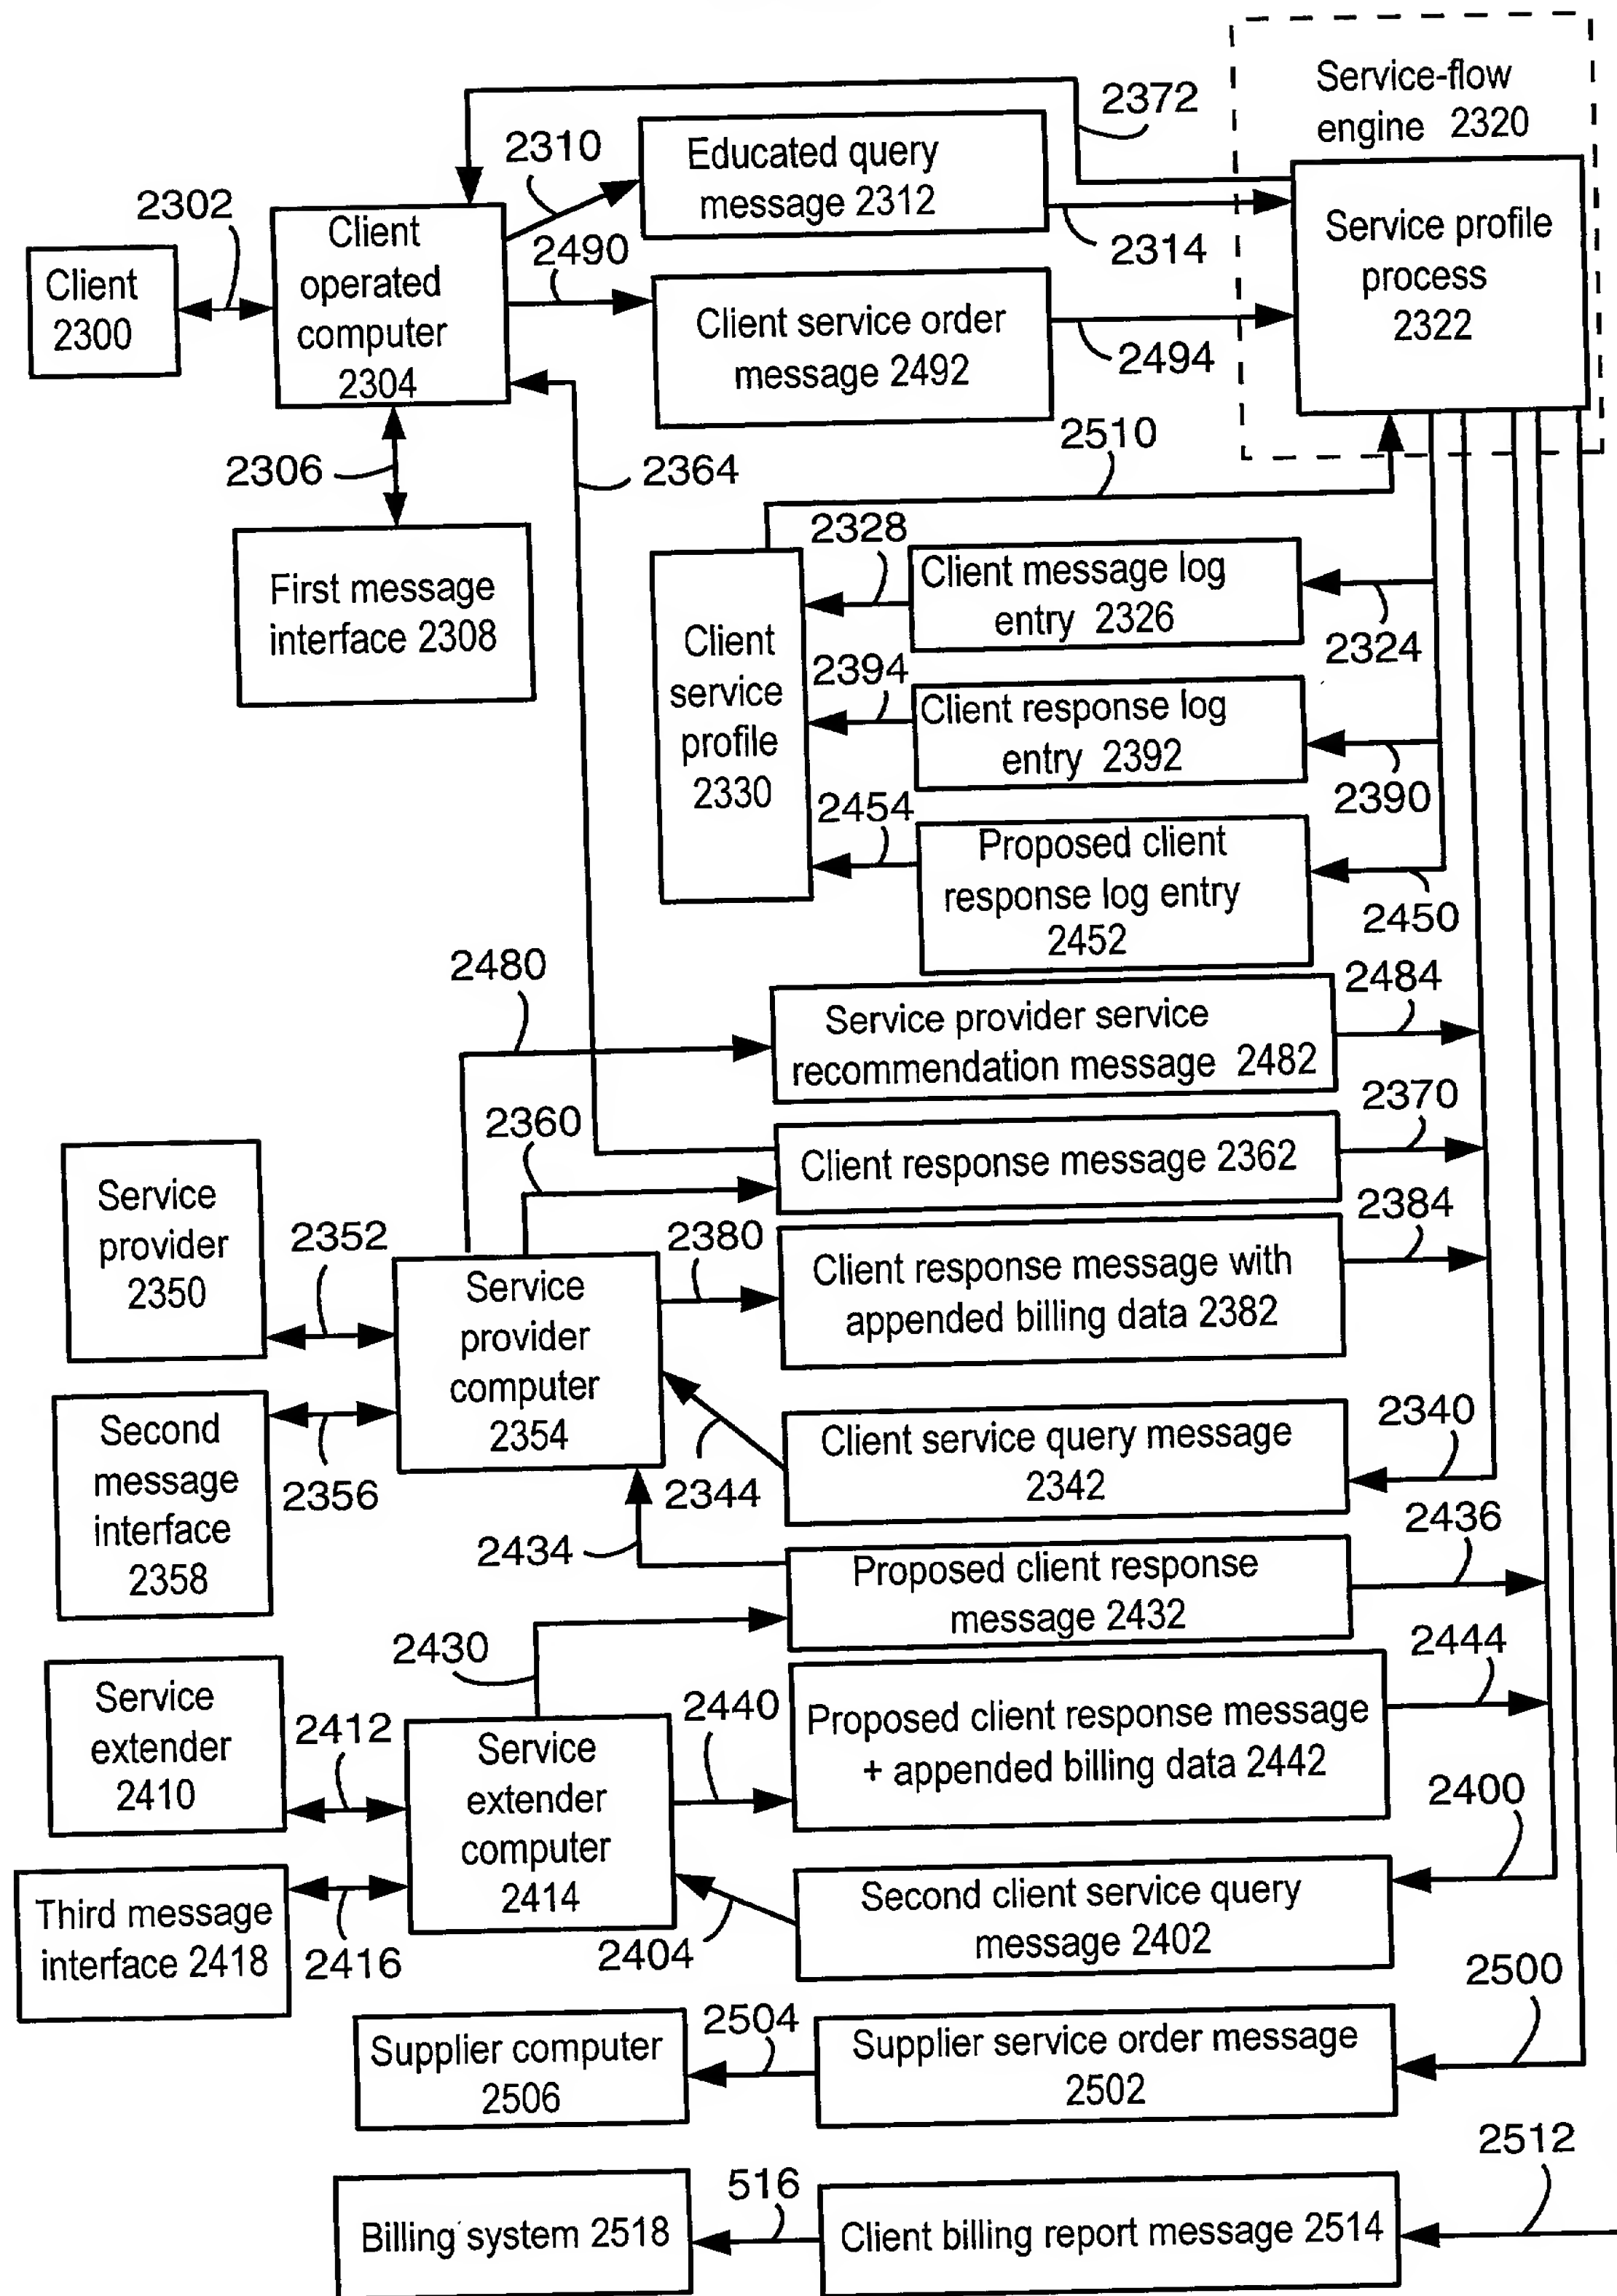 2372
Service-flow
engine 2320
2310
Educated query
message 2312
2302
Client
operated
computer
2304
2490
2314
Service profile
process
2322
Client
2300
Client service order
message 2492
2494
2306
2364
2510
First message
interface 2308
2328
Client message log
entry 2326
2324
Client
service
profile
2330
2394
Client response log
entry 2392
2390
2454
Proposed client
response log entry
2452
2450
2480
2484
Service provider service
recommendation message 2482
2360
2370
Client response message 2362
Service
provider
2350
2352
2380
2384
Service
provider
computer
2354
Client response message with
appended billing data 2382
Second
message
interface
2358
2356
2344
Client service query message
2342
2340
2434
2436
Proposed client response
message 2432
2430
2444
Service
extender
2410
2412
2440
Proposed client response message
+ appended billing data 2442
Service
extender
computer
2414
2400
Third message
interface 2418
2416
2404
Second client service query
message 2402
2500
Supplier computer
2506
2504
Supplier service order message
2502
2512
Billing system 2518
516
Client billing report message 2514